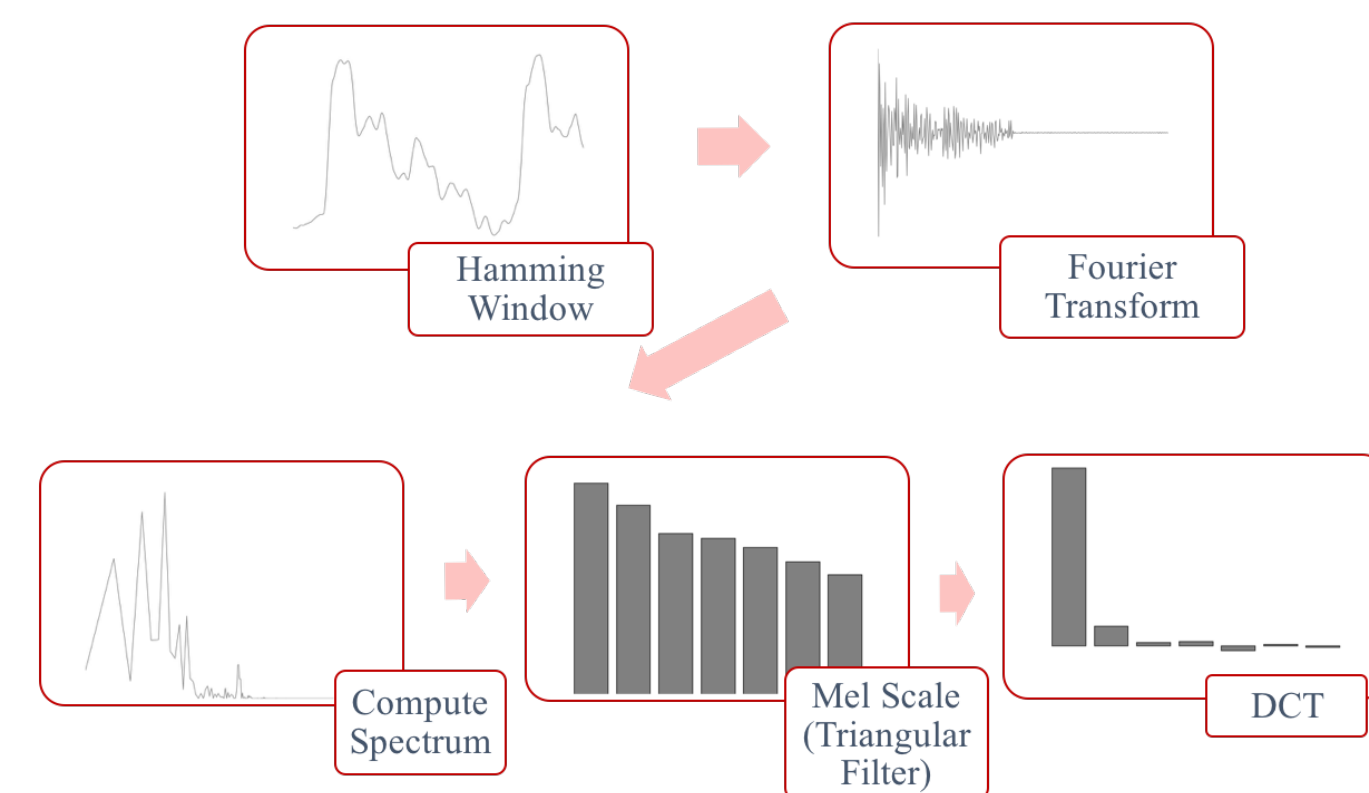 Hamming
Window
Fourier
Transform
Compute
Spectrum
Mel Scale
(Triangular
Filter)
DCT